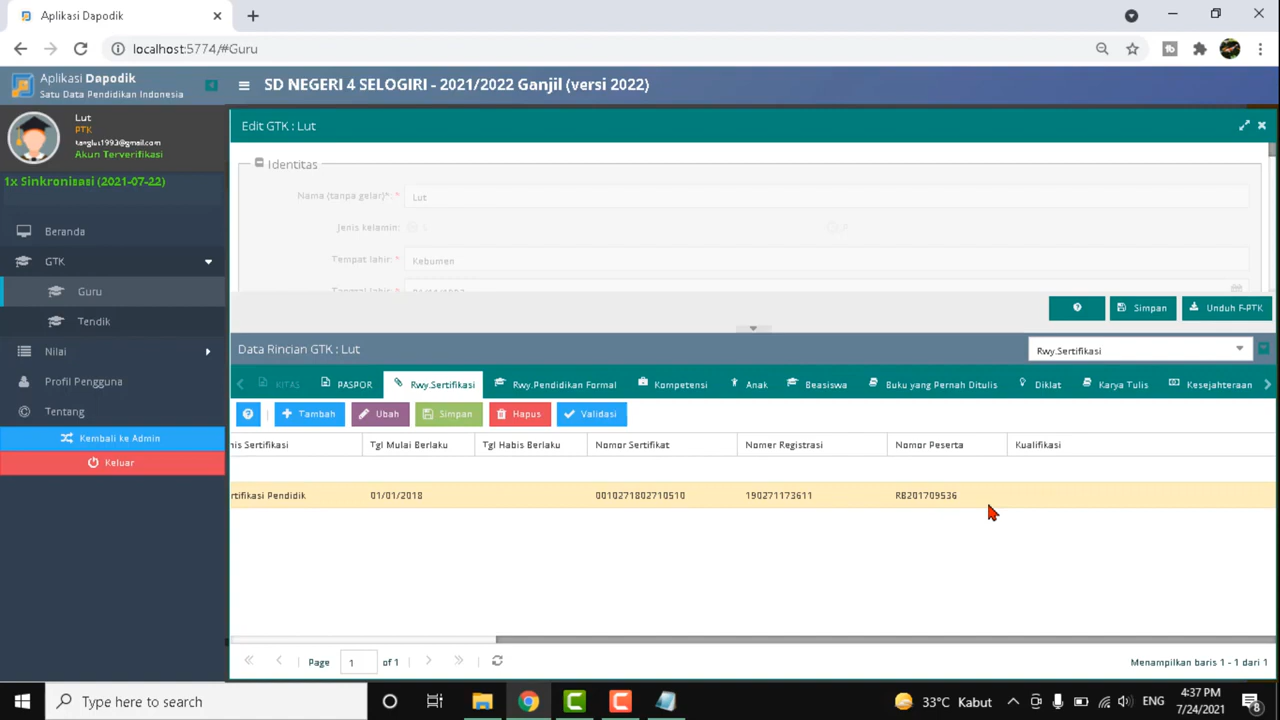 Aplikasi Dapodik
localhost:5774/#Guru
Aplikasi Dapodik
Satu Data Pendidikan Indonesia
SD NEGERI 4 SELOGIRI - 2021/2022 Ganjil (versi 2022)
Lut
PTK
Akun Terverifikasi
1x Sinkronisasi (2021-07-22)
Beranda
GTK
Guru
Tendik
Nilai
Profil Pengguna
Tentang
Kembali ke Admin
Keluar
Edit GTK : Lut
Identitas
Nama (tanpa gelar)*: * Lut
Jenis kelamin:
Tempat lahir: * Kebumen
Simpan Unduh F-PTK
Data Rincian GTK : Lut Rwy.Sertifikasi
KITAS PASPOR Rwy.Sertifikasi Rwy.Pendidikan Formal Kompetensi Anak Beasiswa Buku yang Pernah Ditulis Diklat Karya Tulis Kesejahteraan
Tambah Ubah Simpan Hapus Validasi
nis Sertifikasi Tgl Mulai Berlaku Tgl Habis Berlaku Nomor Sertifikat Nomer Registrasi Nomor Peserta Kualifikasi
rtifikasi Pendidik 01/01/2018 0010271802710510 190271173611 RB201709536
Page 1 of 1 Menampilkan baris 1 - 1 dari 1
Type here to search
33°C Kabut ENG
4:37 PM
7/24/2021
8